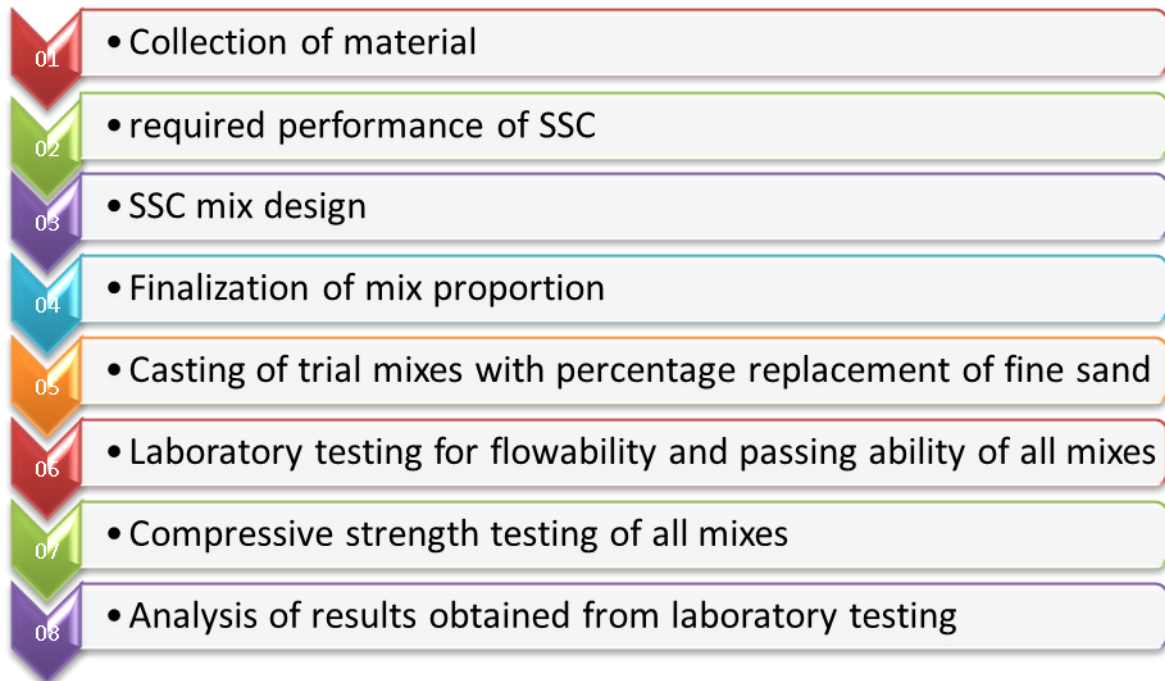 01
• Collection of material
02
• required performance of SSC
03
• SSC mix design
04
• Finalization of mix proportion
05
• Casting of trial mixes with percentage replacement of fine sand
06
• Laboratory testing for flowability and passing ability of all mixes
07
• Compressive strength testing of all mixes
08
• Analysis of results obtained from laboratory testing